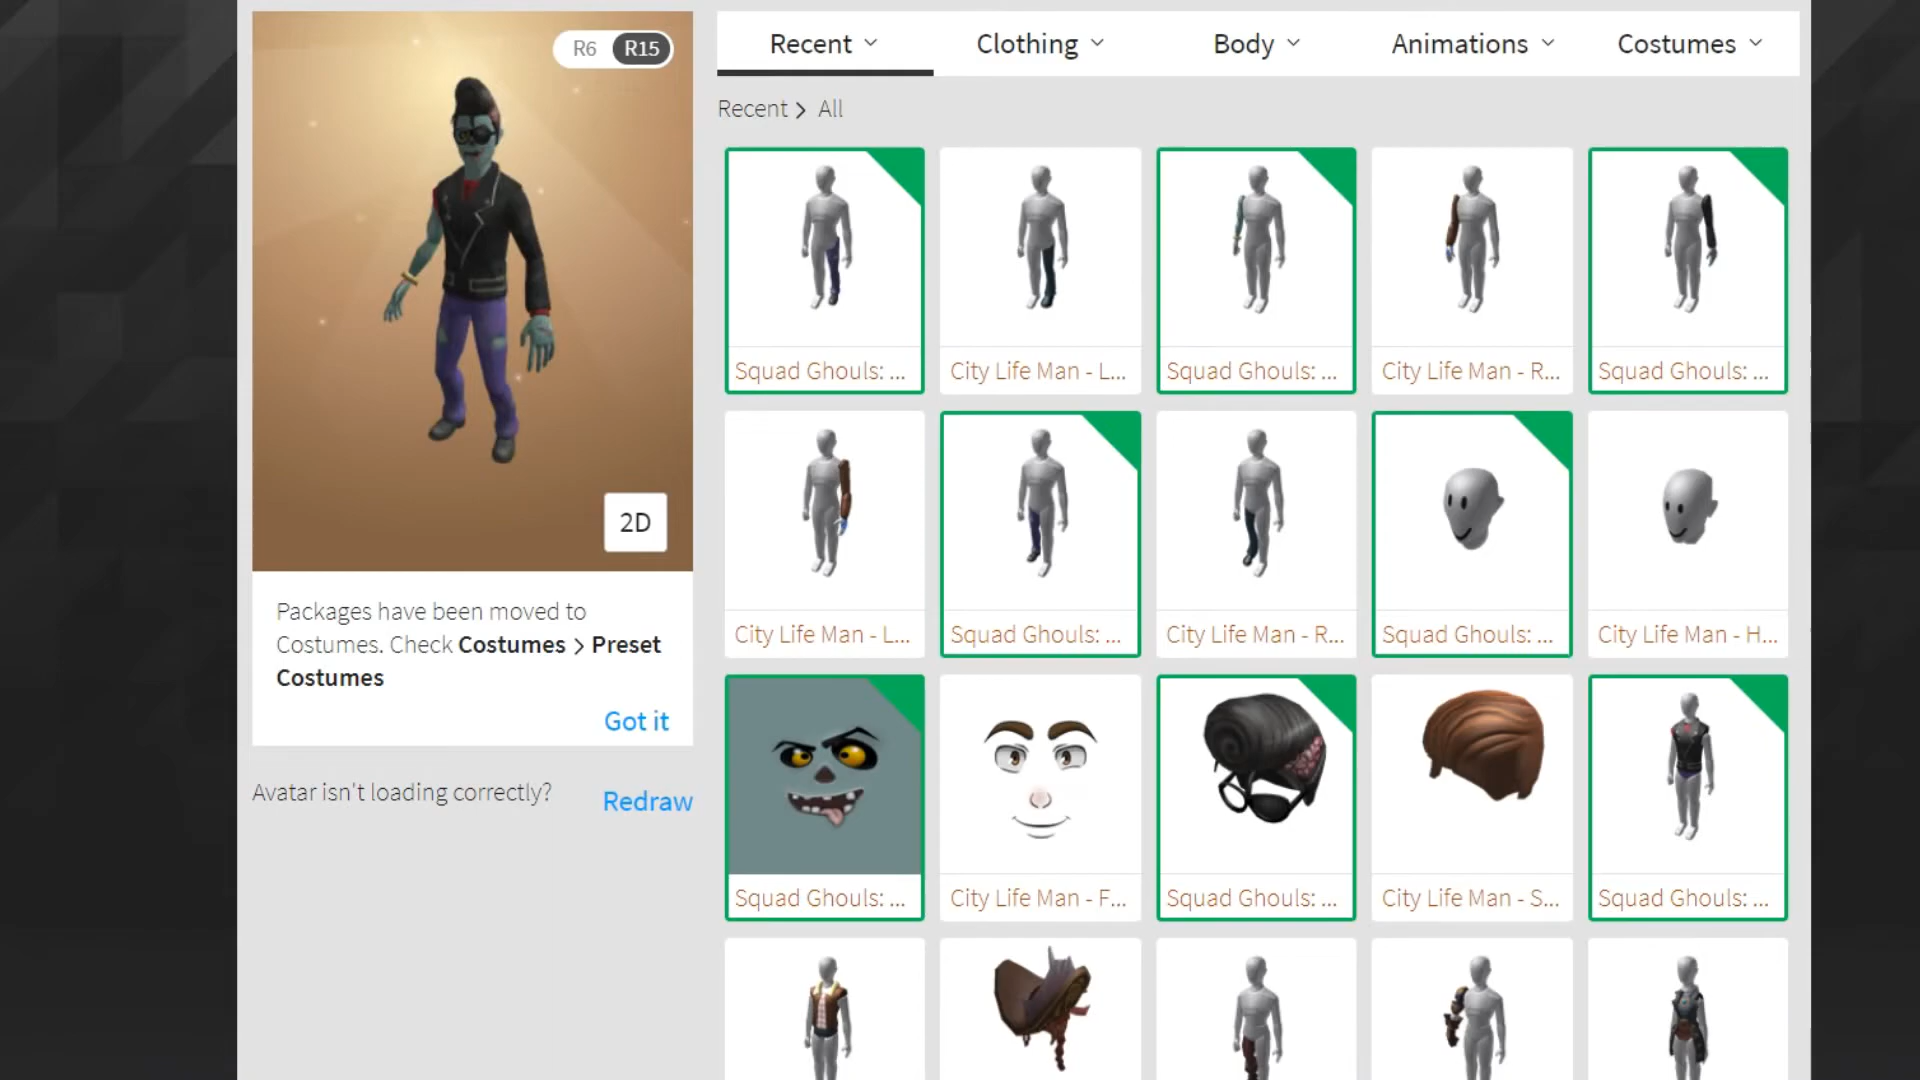 R6 R15
Recent Clothing Body Animations Costumes
Recent > All
Squad Ghouls: ... City Life Man - L... Squad Ghouls: ... City Life Man - R... Squad Ghouls: ...
City Life Man - L... Squad Ghouls: ... City Life Man - R... Squad Ghouls: ... City Life Man - H...
Squad Ghouls: ... City Life Man - F... Squad Ghouls: ... City Life Man - S... Squad Ghouls: ...
2D
Packages have been moved to
Costumes. Check Costumes > Preset
Costumes
Got it
Avatar isn't loading correctly? Redraw